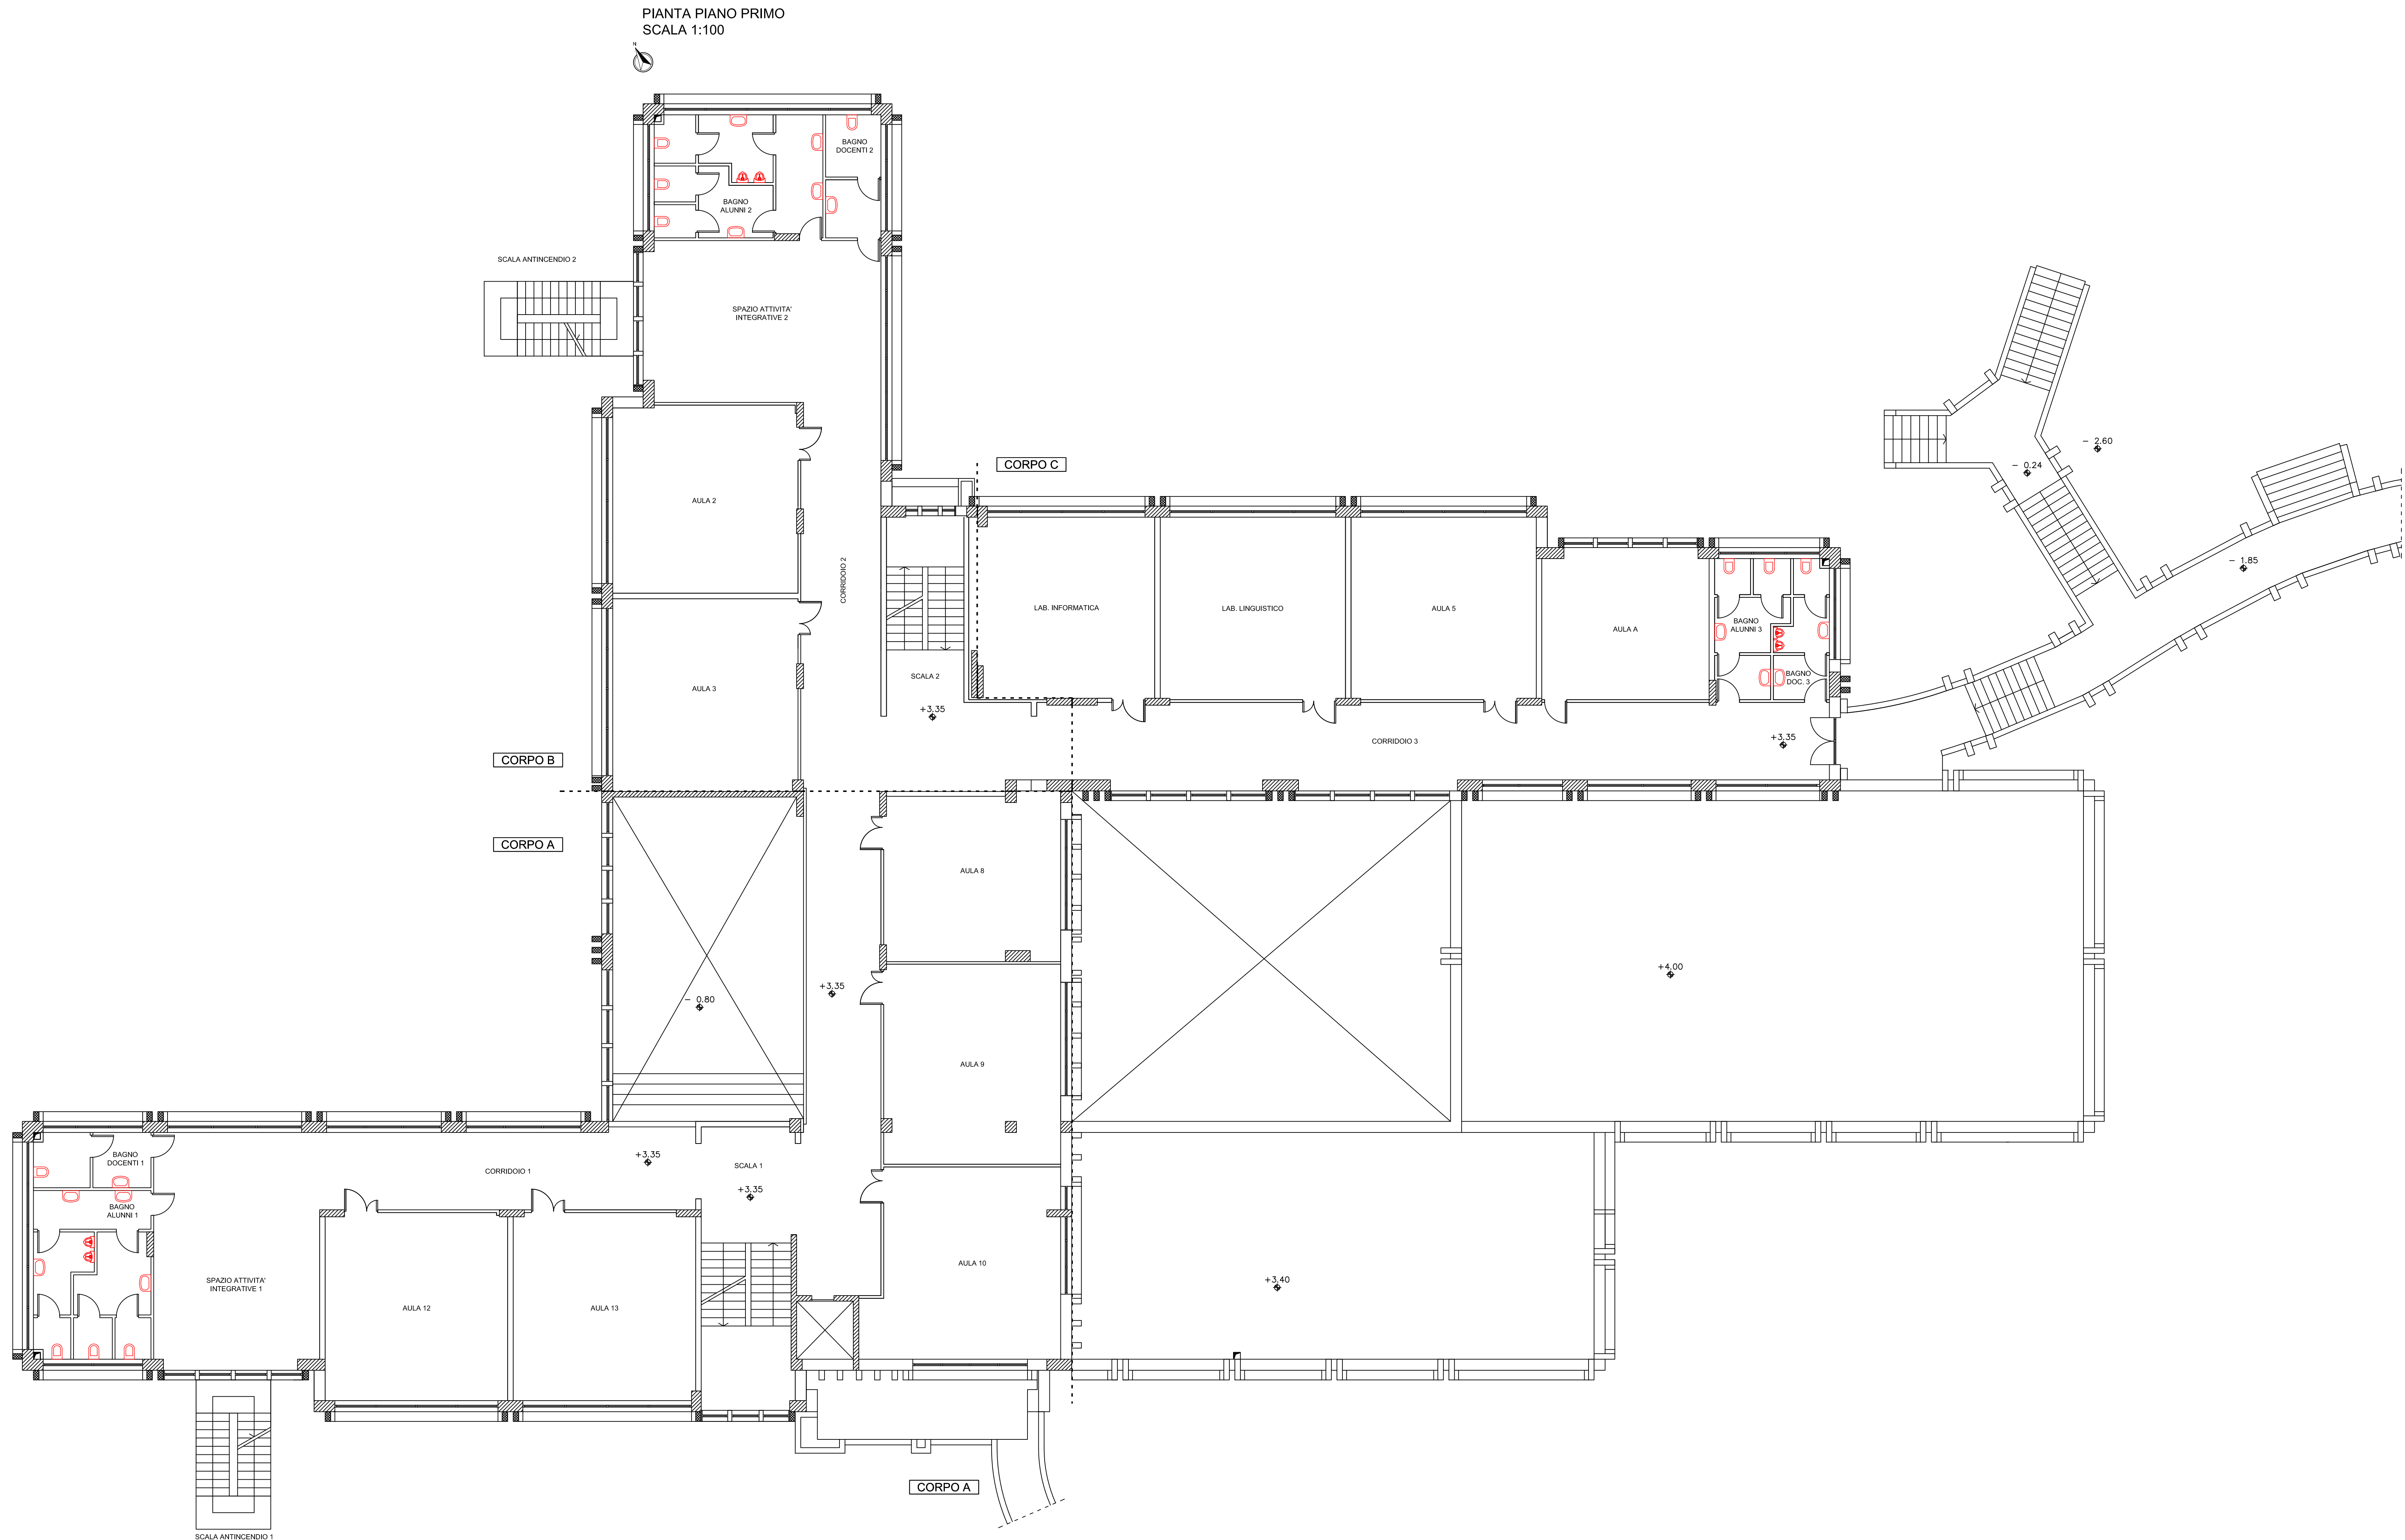 PIANTA PIANO PRIMO
SCALA 1:100
N
BAGNO
DOCENTI 2
BAGNO
ALUNNI 2
SCALA ANTINCENDIO 2
SPAZIO ATTIVITA'
INTEGRATIVE 2
CORPO C
- 2.60
- 0.24
AULA 2
- 1.85
CORRIDOIO 2
LAB. INFORMATICA
LAB. LINGUISTICO
AULA 5
AULA A
BAGNO
ALUNNI 3
BAGNO
DOC. 3
SCALA 2
AULA 3
+3.35
CORRIDOIO 3
+3.35
CORPO B
CORPO A
AULA 8
+4.00
+3.35
- 0.80
AULA 9
BAGNO
DOCENTI 1
+3.35
SCALA 1
CORRIDOIO 1
+3.35
BAGNO
ALUNNI 1
AULA 10
SPAZIO ATTIVITA'
INTEGRATIVE 1
+3.40
AULA 12
AULA 13
CORPO A
SCALA ANTINCENDIO 1